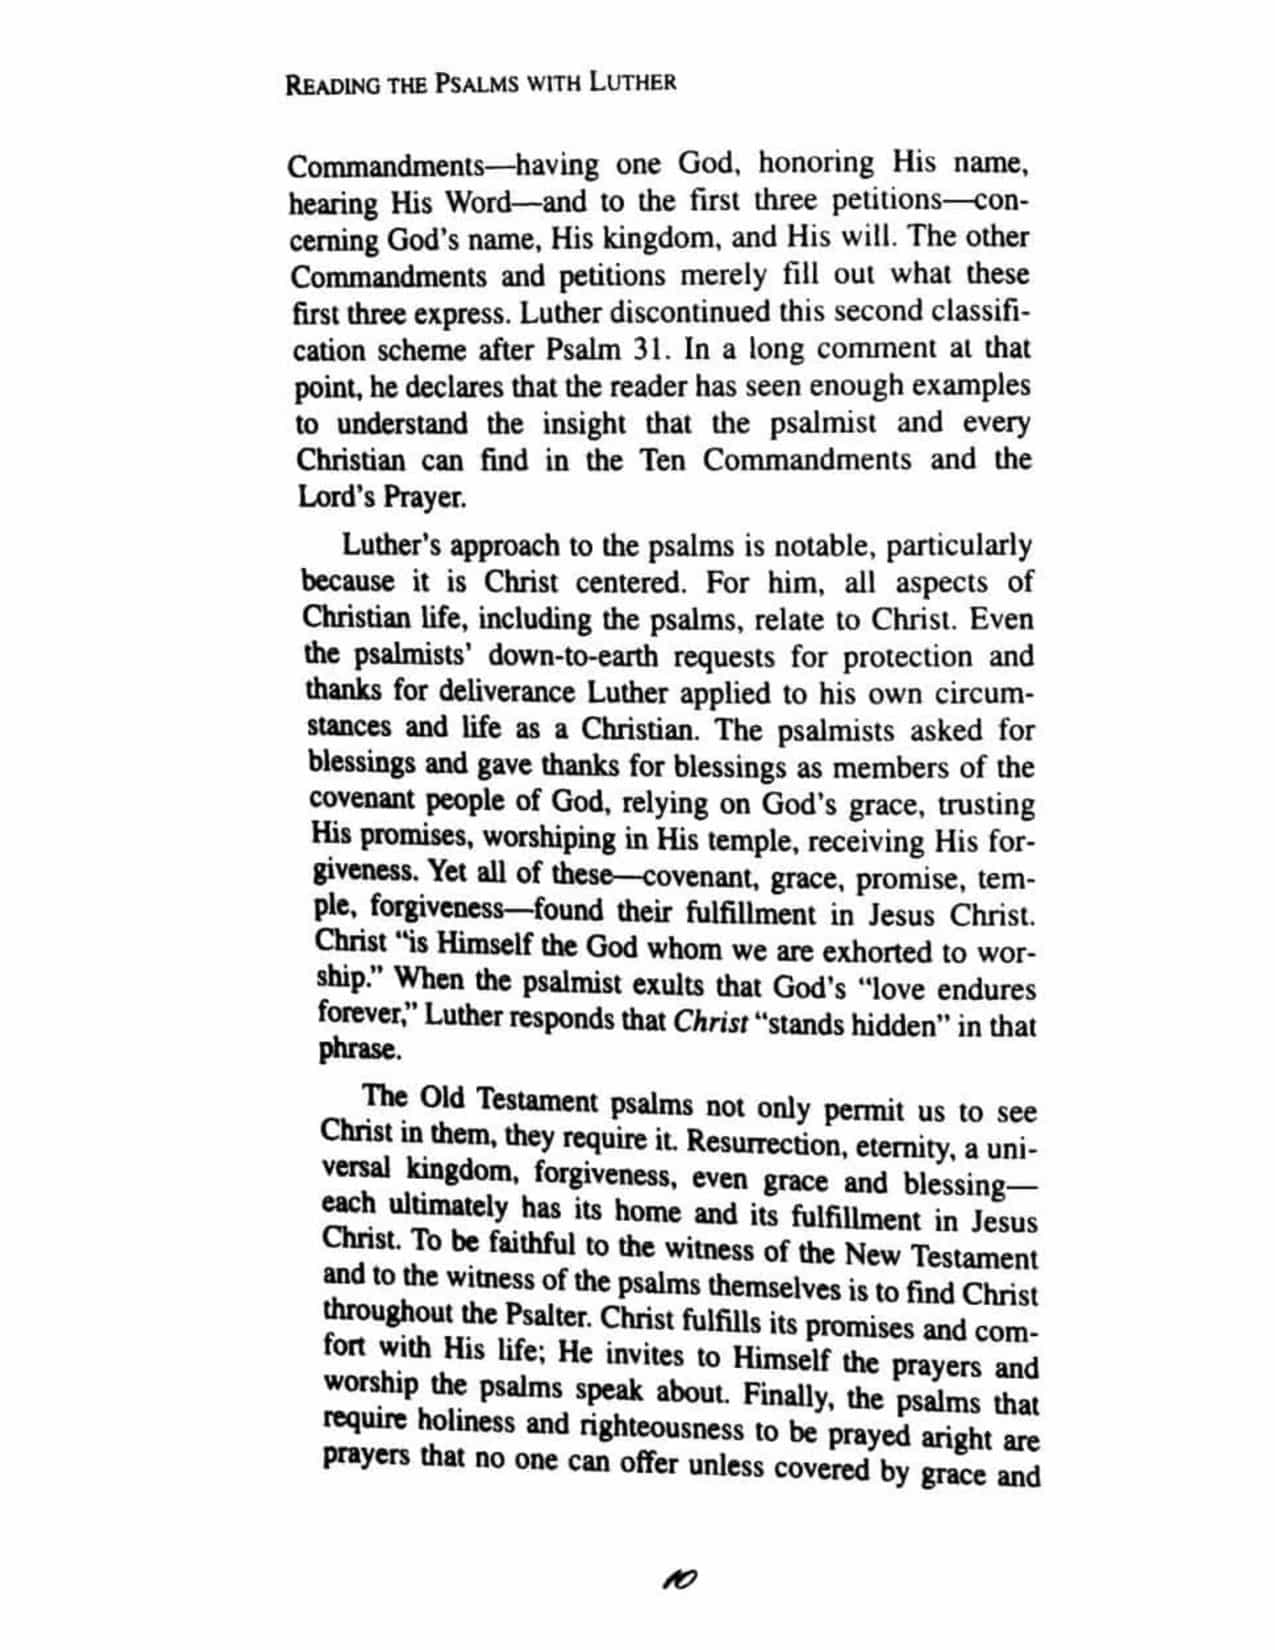 READING THE PSALMS WITH LUTHER
Commandments—having one God, honoring His name,
hearing His Word—and to the first three petitions—con-
cerning God's name, His kingdom, and His will. The other
Commandments and petitions merely fill out what these
first three express. Luther discontinued this second classifi-
cation scheme after Psalm 31. In a long comment at that
point, he declares that the reader has seen enough examples
to understand the insight that the psalmist and every
Christian can find in the Ten Commandments and the
Lord's Prayer.
Luther's approach to the psalms is notable, particularly
because it is Christ centered. For him, all aspects of
Christian life, including the psalms, relate to Christ. Even
the psalmists' down-to-earth requests for protection and
thanks for deliverance Luther applied to his own circum-
stances and life as a Christian. The psalmists asked for
blessings and gave thanks for blessings as members of the
covenant people of God, relying on God's grace, trusting
His promises, worshiping in His temple, receiving His for-
giveness. Yet all of these—covenant, grace, promise, tem-
ple, forgiveness—found their fulfillment in Jesus Christ.
Christ "is Himself the God whom we are exhorted to wor-
ship." When the psalmist exults that God's "love endures
forever," Luther responds that Christ "stands hidden" in that
phrase.
The Old Testament psalms not only permit us to see
Christ in them, they require it. Resurrection, eternity, a uni-
versal kingdom, forgiveness, even grace and blessing—
each ultimately has its home and its fulfillment in Jesus
Christ. To be faithful to the witness of the New Testament
and to the witness of the psalms themselves is to find Christ
throughout the Psalter. Christ fulfills its promises and com-
fort with His life; He invites to Himself the prayers and
worship the psalms speak about. Finally, the psalms that
require holiness and righteousness to be prayed aright are
prayers that no one can offer unless covered by grace and
10